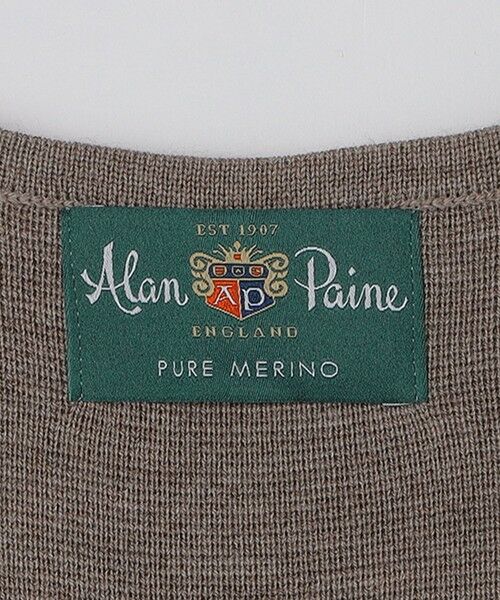 EST 1907
Alan AP Paine
ENGLAND
PURE MERINO